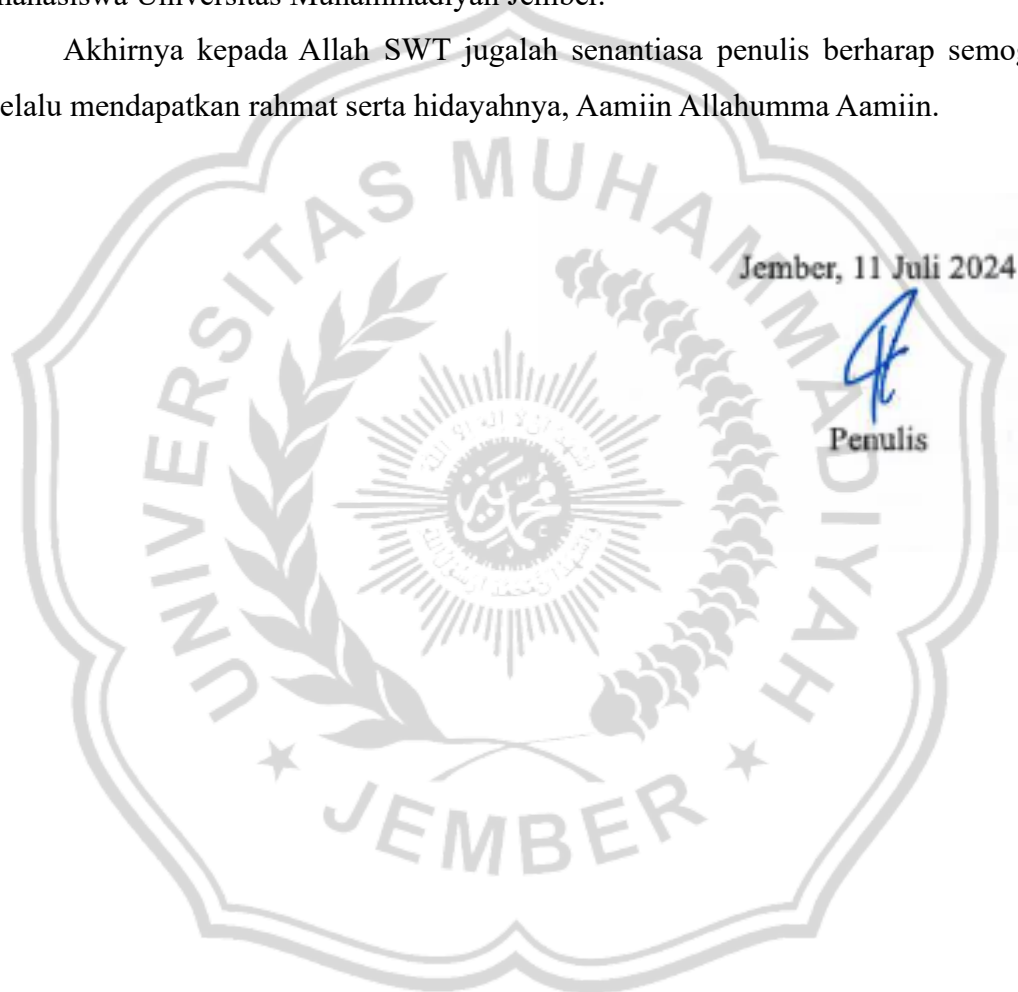 mahasiswa Universitas Muhammadiyah Jember.
Akhirnya kepada Allah SWT jugalah senantiasa penulis berharap semog
elalu mendapatkan rahmat serta hidayahnya, Aamiin Allahumma Aamiin.
UNIVERSITAS MUHAMMADIYAH
Jember, 11 Juli 2024
Penulis
JEMBER